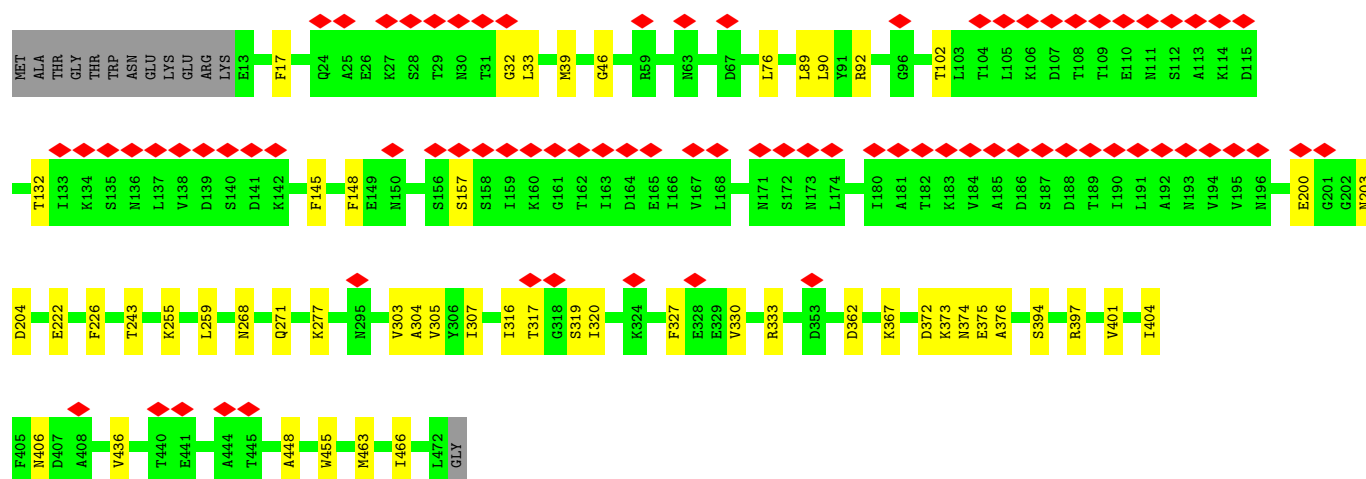 MET ALA THR GLY THR TRP ASN GLU LYS GLU ARG LYS E13 F17 Q24 A25 E26 K27 S28 T29 N30 T31 G32 L33 M39 G46 R59 N63 D67 L76 L89 L90 Y91 R92 G96 T102 L103 T104 L105 K106 D107 T108 T109 E110 N111 S112 A113 K114 D115
T132 I133 K134 S135 N136 L137 V138 D139 S140 D141 K142 F145 F148 E149 N150 S156 S157 S158 I159 K160 G161 T162 I163 D164 E165 I166 V167 L168 N171 S172 N173 L174 I180 A181 T182 K183 V184 A185 D186 S187 D188 T189 I190 L191 A192 N193 V194 V195 N196 E200 G201 G202 N203
D204 E222 F226 T243 K255 L259 N268 Q271 K277 N295 V303 A304 V305 Y306 I307 I316 T317 G318 S319 I320 K324 F327 E328 E329 V330 R333 D353 D362 K367 D372 K373 N374 E375 A376 S394 R397 V401 I404
F405 N406 D407 A408 V436 T440 E441 A444 T445 A448 W455 M463 I466 L472 GLY